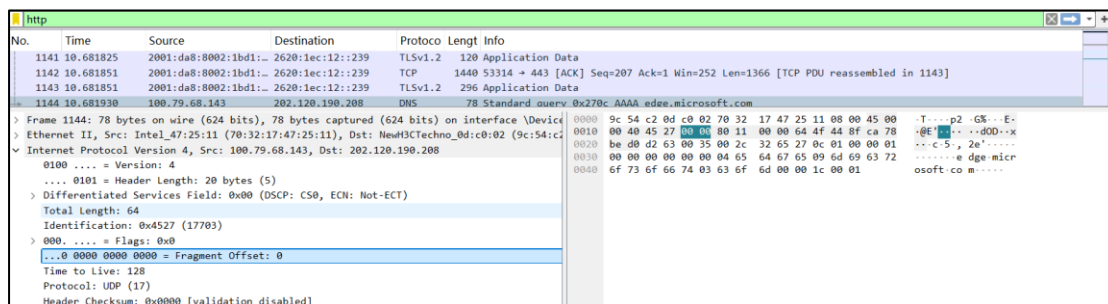 http
No. Time Source Destination Protoco Lengt Info
1141 10.681825 2001:da8:8002:1bd1:… 2620:1ec:12::239 TLSv1.2 120 Application Data
1142 10.681851 2001:da8:8002:1bd1:… 2620:1ec:12::239 TCP 1440 53314 → 443 [ACK] Seq=207 Ack=1 Win=252 Len=1366 [TCP PDU reassembled in 1143]
1143 10.681851 2001:da8:8002:1bd1:… 2620:1ec:12::239 TLSv1.2 296 Application Data
1144 10.681930 100.79.68.143 202.120.190.208 DNS 78 Standard query 0x270c AAAA edge.microsoft.com
> Frame 1144: 78 bytes on wire (624 bits), 78 bytes captured (624 bits) on interface \Device
> Ethernet II, Src: Intel_47:25:11 (70:32:17:47:25:11), Dst: NewH3CTechno_0d:c0:02 (9c:54:c2
Internet Protocol Version 4, Src: 100.79.68.143, Dst: 202.120.190.208
0100 .... = Version: 4
.... 0101 = Header Length: 20 bytes (5)
> Differentiated Services Field: 0x00 (DSCP: CS0, ECN: Not-ECT)
Total Length: 64
Identification: 0x4527 (17703)
> 000. .... = Flags: 0x0
...0 0000 0000 0000 = Fragment Offset: 0
Time to Live: 128
Protocol: UDP (17)
Header Checksum: 0x0000 [validation disabled]
0000 9c 54 c2 0d c0 02 70 32 17 47 25 11 08 00 45 00 ·T····p2 ·G%···E·
0010 00 40 45 27 00 00 80 11 00 00 64 4f 44 8f ca 78 ·@E'···· ··dOD··x
0020 be d0 d2 63 00 35 00 2c 32 65 27 0c 01 00 00 01 ···c·5·, 2e'·····
0030 00 00 00 00 00 00 04 65 64 67 65 09 6d 69 63 72 ·······e dge·micr
0040 6f 73 6f 66 74 03 63 6f 6d 00 00 1c 00 01 osoft·co m·····